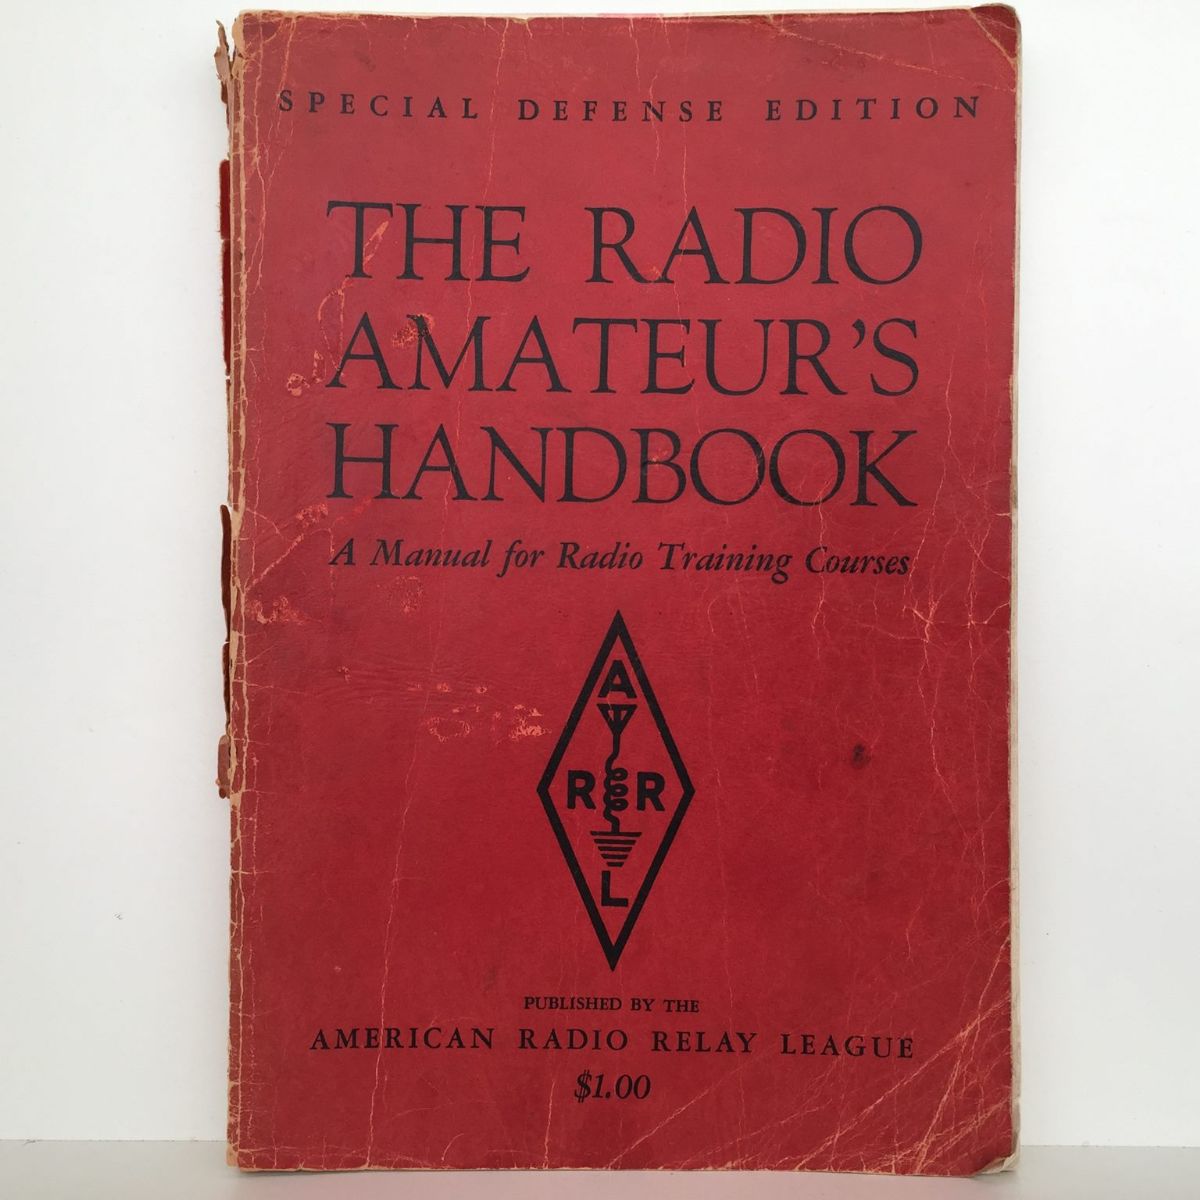 SPECIAL DEFENSE EDITION
THE RADIO
AMATEUR'S
HANDBOOK
A Manual for Radio Training Courses
A
R R
L
PUBLISHED BY THE
AMERICAN RADIO RELAY LEAGUE
$1.00